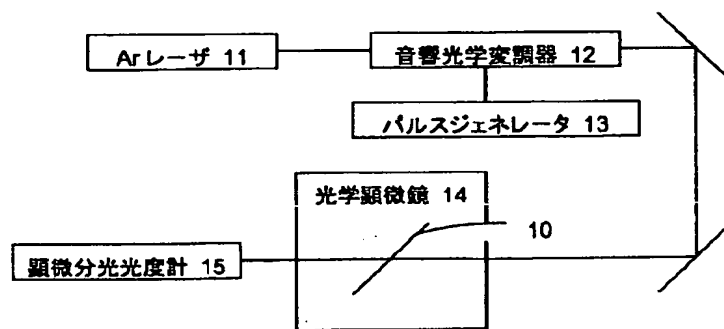 Arレーザ 11
音響光学変調器 12
パルスジェネレータ 13
光学顕微鏡 14
10
顕微分光光度計 15